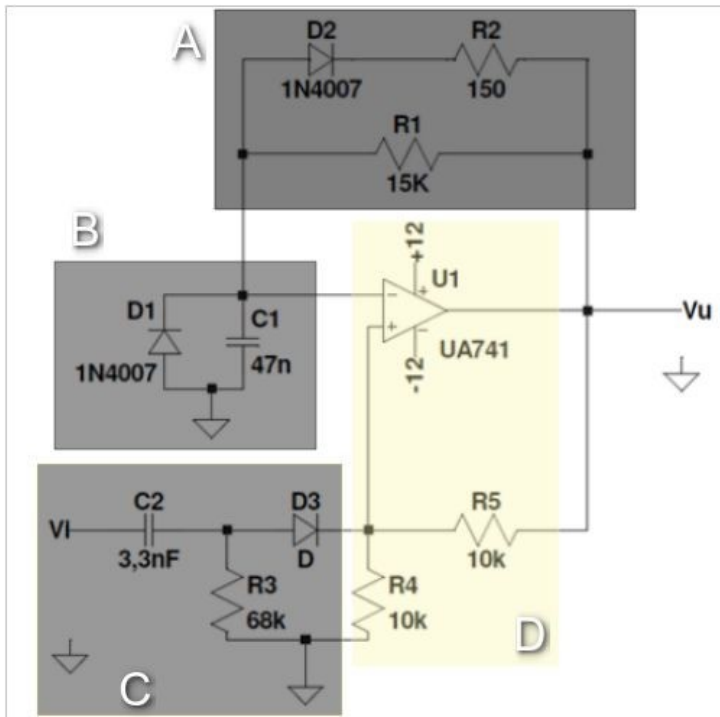 A
D2
R2
1N4007
150
R1
15K
B
+12
U1
D1
C1
Vu
1N4007
47n
UA741
-12
C2
D3
R5
VI
3,3nF
D
10k
R3
R4
68k
10k
D
C